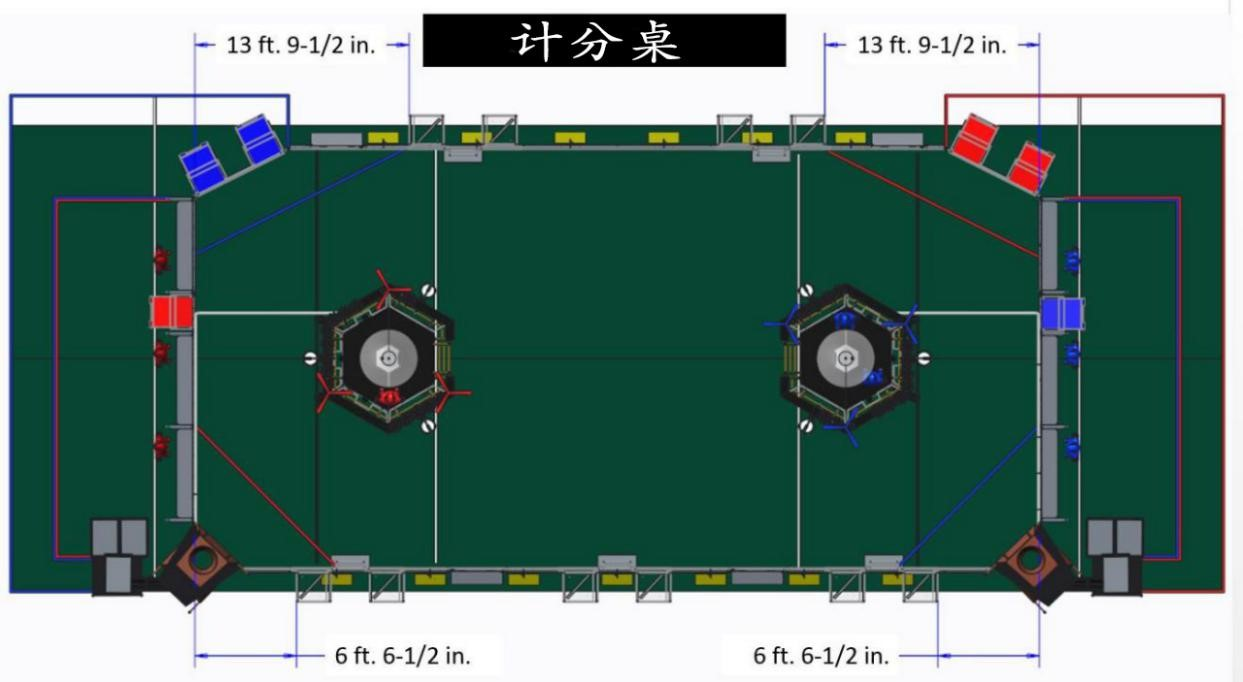 计分桌
13 ft. 9-1/2 in.
13 ft. 9-1/2 in.
6 ft. 6-1/2 in.
6 ft. 6-1/2 in.